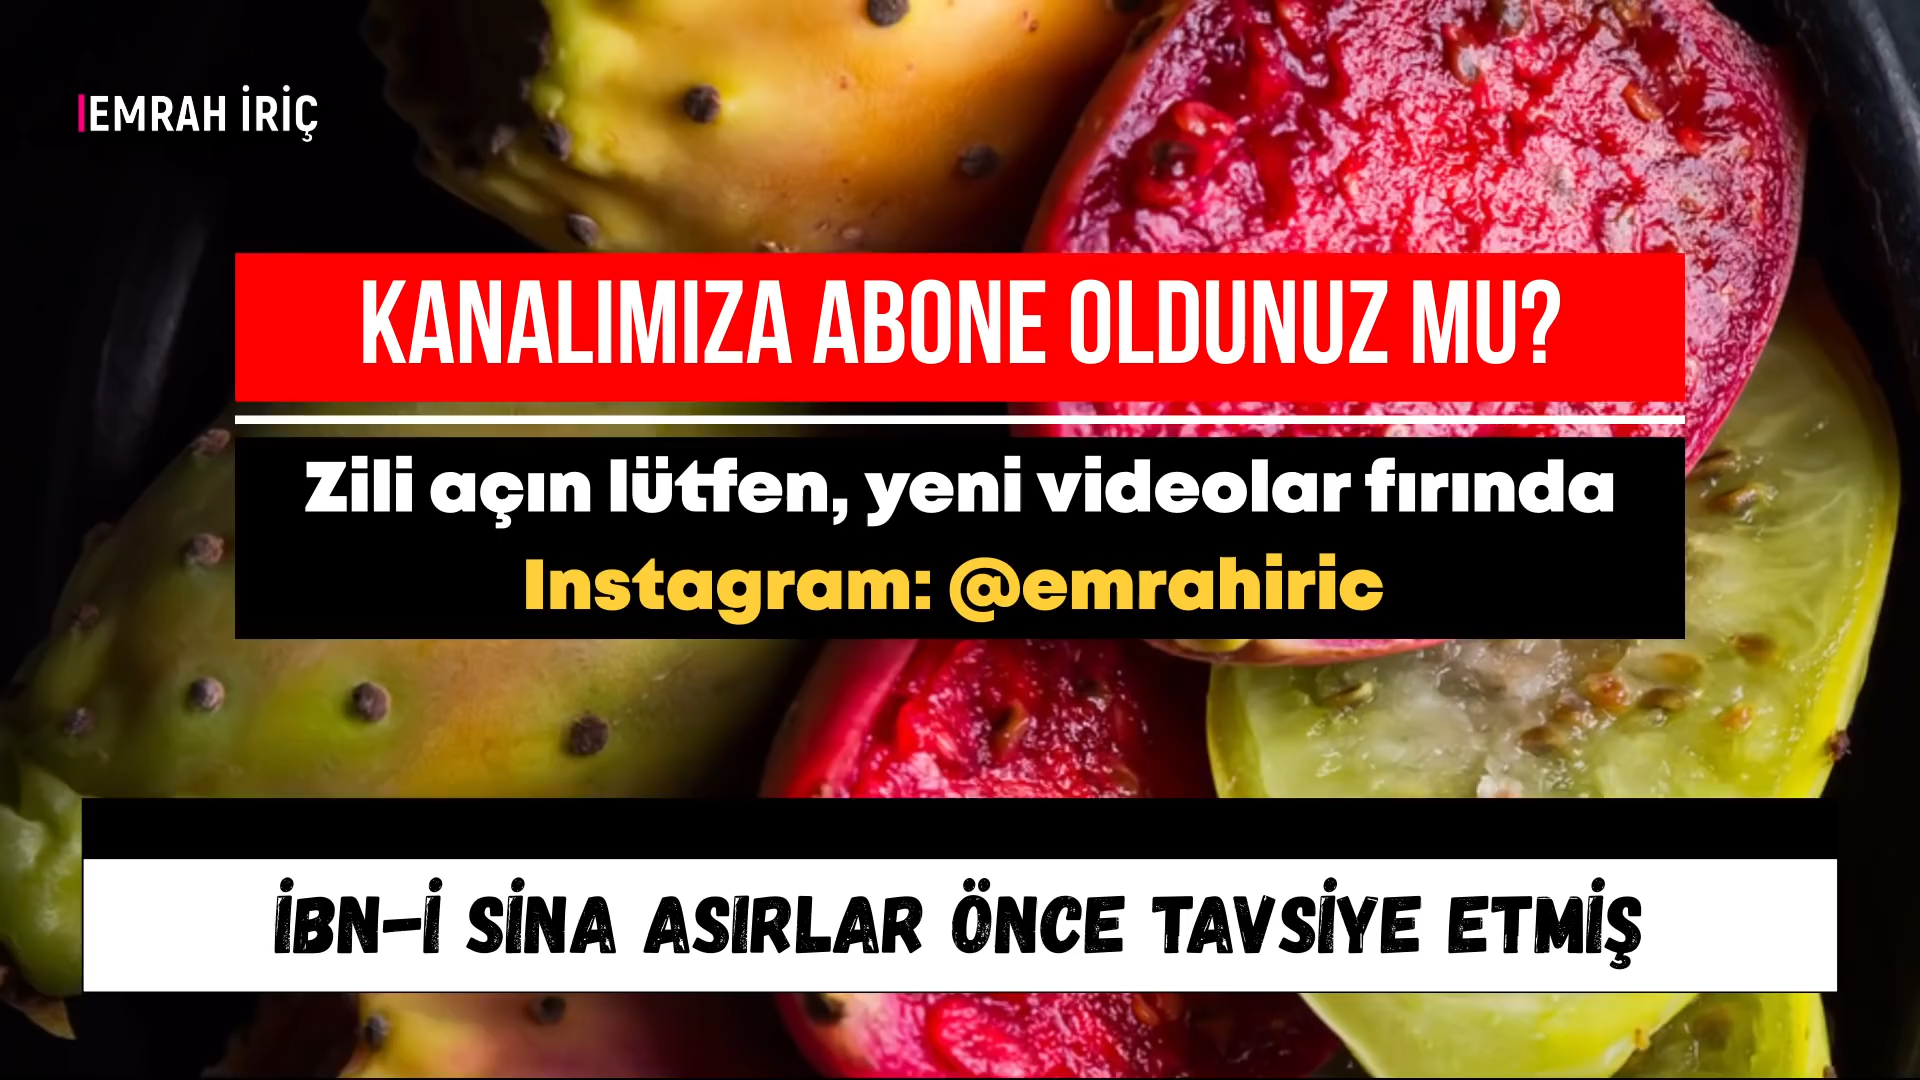 EMRAH İRİÇ
KANALIMIZA ABONE OLDUNUZ MU?
Zili açın lütfen, yeni videolar fırında
Instagram: @emrahiric
İBN-İ SİNA ASIRLAR ÖNCE TAVSİYE ETMİŞ